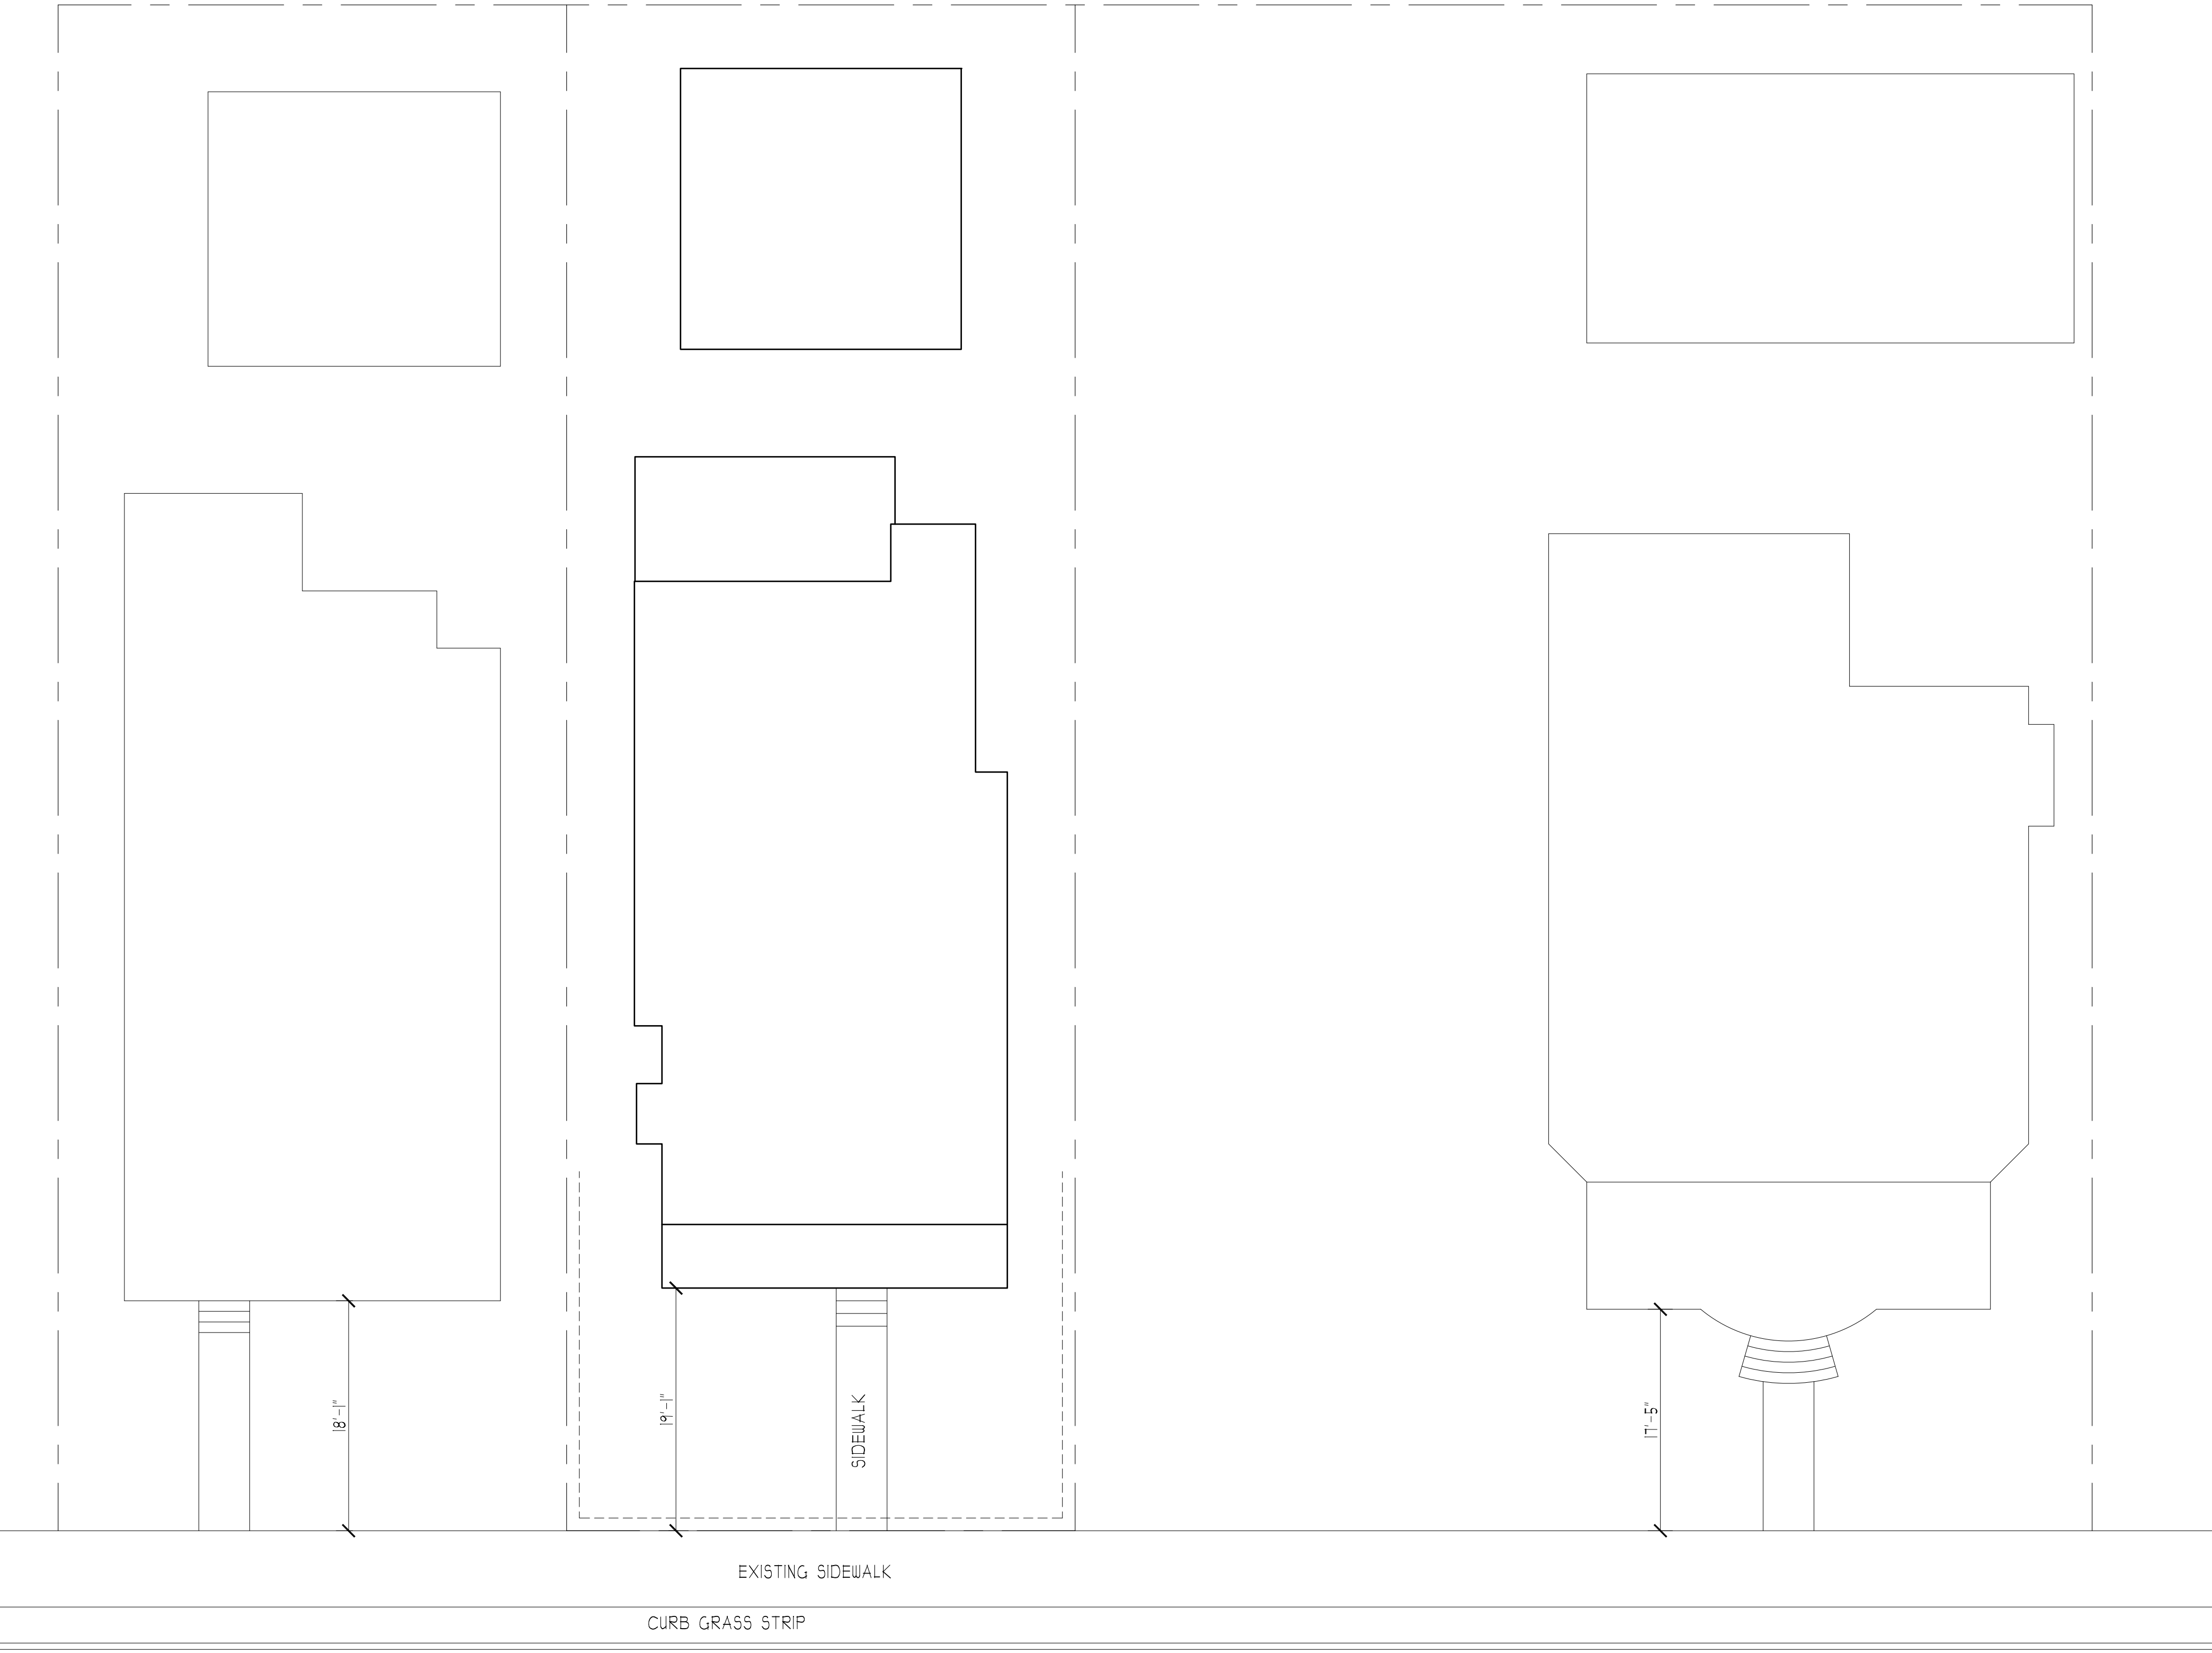 18'-1"
19'-1"
SIDEWALK
17'-5"
EXISTING SIDEWALK
CURB GRASS STRIP